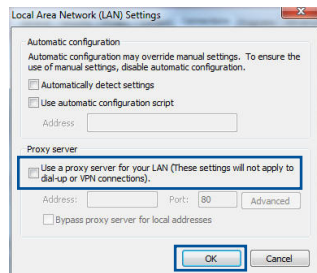 Local Area Network (LAN) Settings
Automatic configuration
Automatic configuration may override manual settings. To ensure the
use of manual settings, disable automatic configuration.
Automatically detect settings
Use automatic configuration script
Address
Proxy server
Use a proxy server for your LAN (These settings will not apply to
dial-up or VPN connections).
Address: Port: 80 Advanced
Bypass proxy server for local addresses
OK Cancel